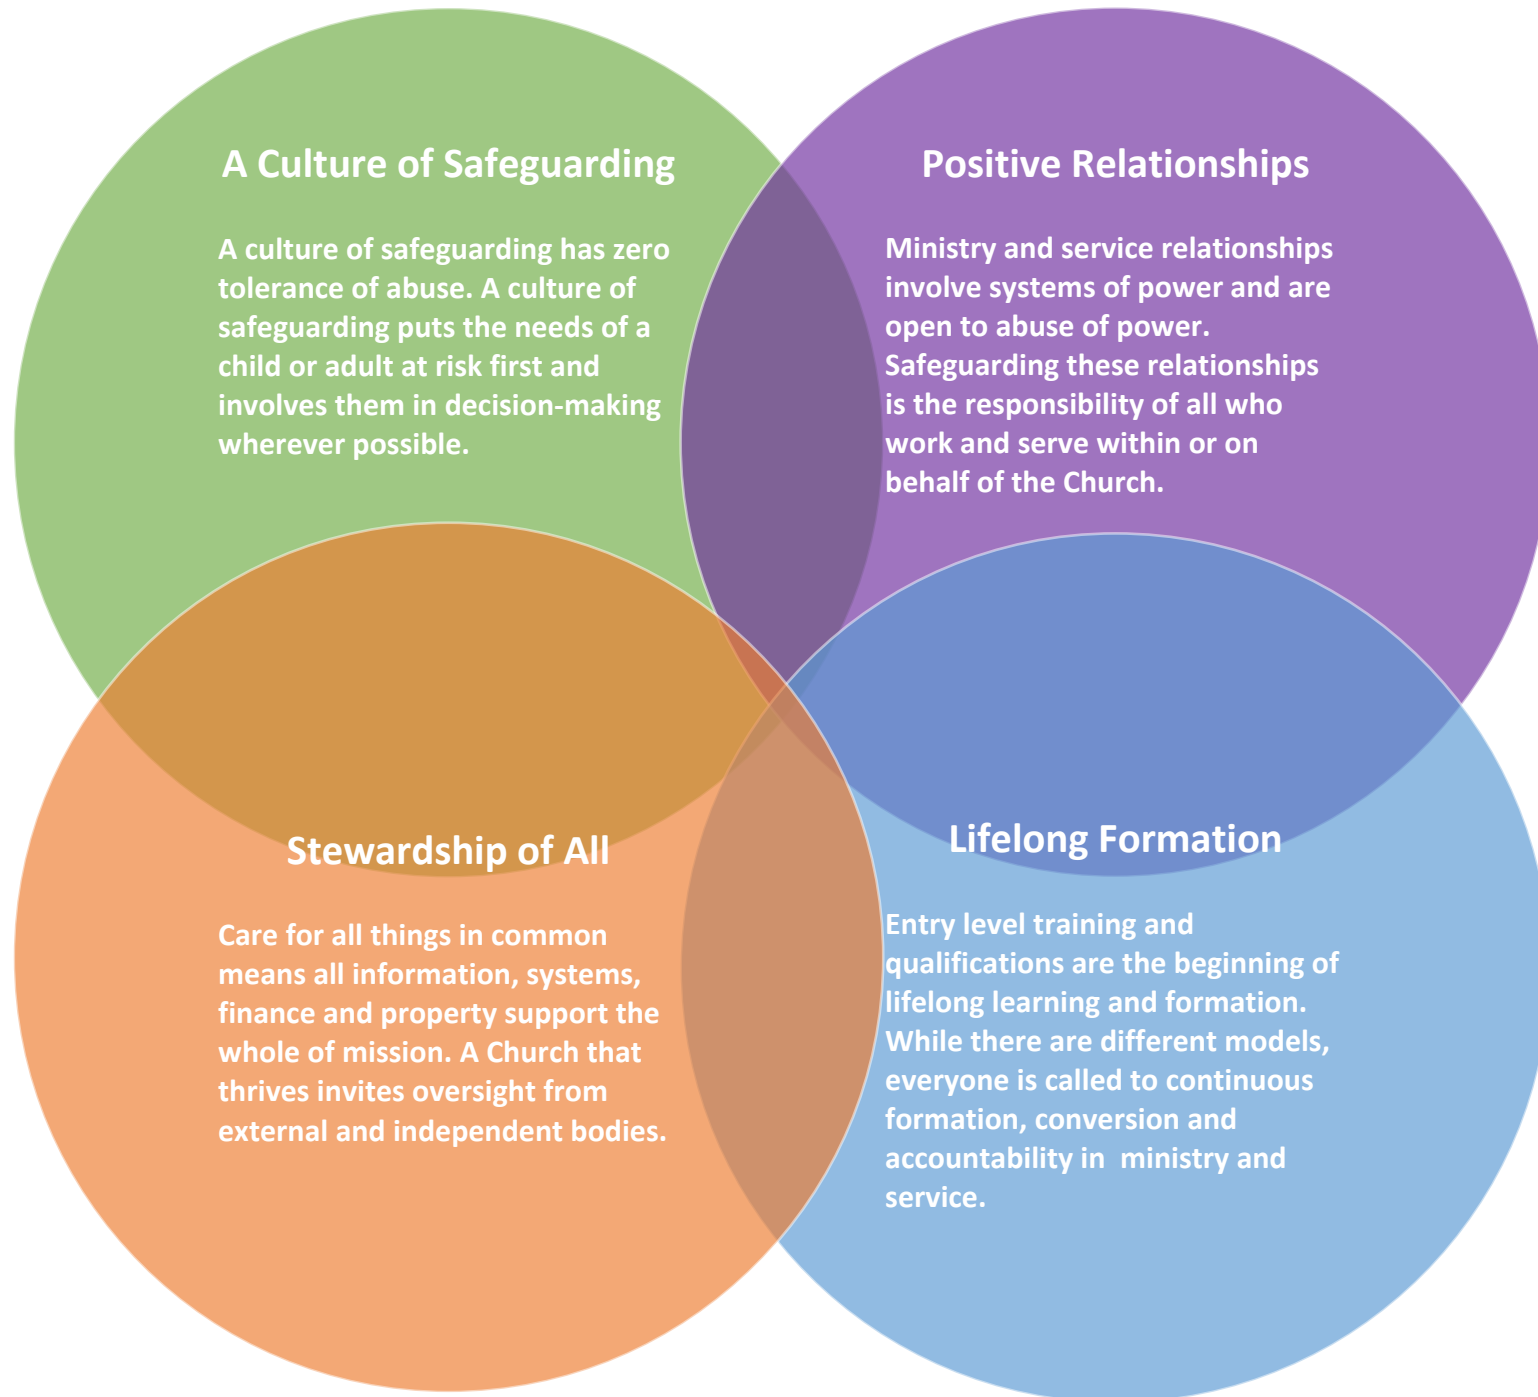 A Culture of Safeguarding
A culture of safeguarding has zero
tolerance of abuse. A culture of
safeguarding puts the needs of a
child or adult at risk first and
involves them in decision-making
wherever possible.
Positive Relationships
Ministry and service relationships
involve systems of power and are
open to abuse of power.
Safeguarding these relationships
is the responsibility of all who
work and serve within or on
behalf of the Church.
Stewardship of All
Care for all things in common
means all information, systems,
finance and property support the
whole of mission. A Church that
thrives invites oversight from
external and independent bodies.
Lifelong Formation
Entry level training and
qualifications are the beginning of
lifelong learning and formation.
While there are different models,
everyone is called to continuous
formation, conversion and
accountability in  ministry and
service.